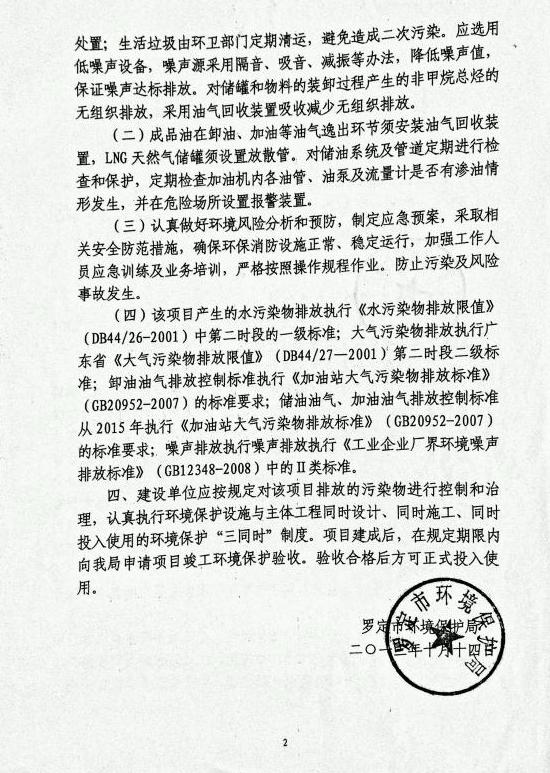 处置；生活垃圾由环卫部门定期清运，避免造成二次污染。应选用
低噪声设备，噪声源采用隔音、吸音、减振等办法，降低噪声值，
保证噪声达标排放。对储罐和物料的装卸过程产生的非甲烷总烃的
无组织排放，采用油气回收装置吸收减少无组织排放。
（二）成品油在卸油、加油等油气逸出环节须安装油气回收装
置，LNG天然气储罐须设置放散管。对储油系统及管道定期进行检
查和保护，定期检查加油机内各油管、油泵及流量计是否有渗油情
形发生，并在危险场所设置报警装置。
（三）认真做好环境风险分析和预防，制定应急预案，采取相
关安全防范措施，确保环保消防设施正常、稳定运行，加强工作人
员应急训练及业务培训，严格按照操作规程作业。防止污染及风险
事故发生。
（四）该项目产生的水污染物排放执行《水污染物排放限值》
（DB44/26-2001）中第二时段的一级标准；大气污染物排放执行广
东省《大气污染物排放限值》（DB44/27—2001）第二时段二级标
准；卸油油气排放控制标准执行《加油站大气污染物排放标准》
（GB20952-2007）的标准要求；储油油气、加油油气排放控制标准
从2015年执行《加油站大气污染物排放标准》（GB20952-2007）
的标准要求；噪声排放执行噪声排放执行《工业企业厂界环境噪声
排放标准》（GB12348-2008）中的Ⅱ类标准。
四、建设单位应按规定对该项目排放的污染物进行控制和治
理，认真执行环境保护设施与主体工程同时设计、同时施工、同时
投入使用的环境保护“三同时”制度。项目建成后，在规定期限内
向我局申请项目竣工环境保护验收。验收合格后方可正式投入使
用。
罗定市环境保护局
二〇一年十月十四
罗定市环境保护局
2